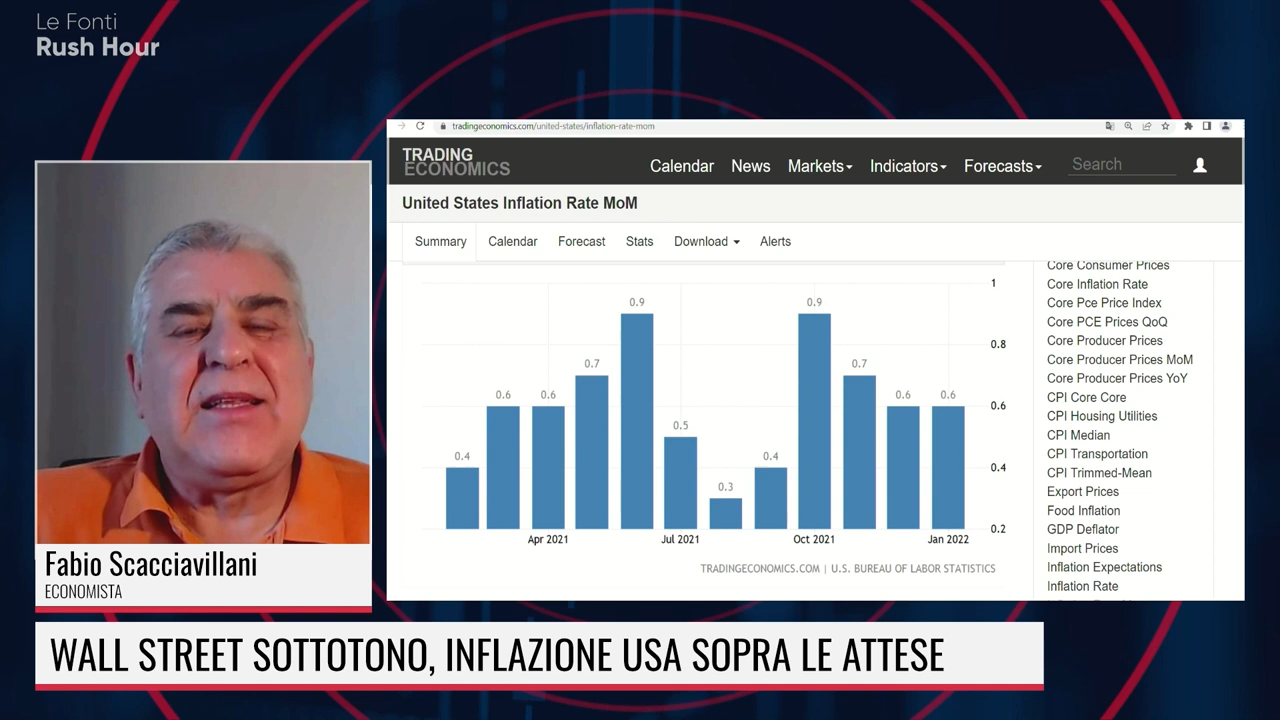 Le Fonti
Rush Hour
tradingeconomics.com/united-states/inflation-rate-mom
TRADING
ECONOMICS
Calendar News Markets Indicators Forecasts Search
United States Inflation Rate MoM
Summary Calendar Forecast Stats Download Alerts
0.4
0.6
0.6
0.7
0.9
0.5
0.3
0.4
0.9
0.7
0.6
0.6
1
0.8
0.6
0.4
0.2
Apr 2021 Jul 2021 Oct 2021 Jan 2022
TRADINGECONOMICS.COM | U.S. BUREAU OF LABOR STATISTICS
Core Consumer Prices
Core Inflation Rate
Core Pce Price Index
Core PCE Prices QoQ
Core Producer Prices
Core Producer Prices MoM
Core Producer Prices YoY
CPI Core Core
CPI Housing Utilities
CPI Median
CPI Transportation
CPI Trimmed-Mean
Export Prices
Food Inflation
GDP Deflator
Import Prices
Inflation Expectations
Inflation Rate
Fabio Scacciavillani
ECONOMISTA
WALL STREET SOTTOTONO, INFLAZIONE USA SOPRA LE ATTESE